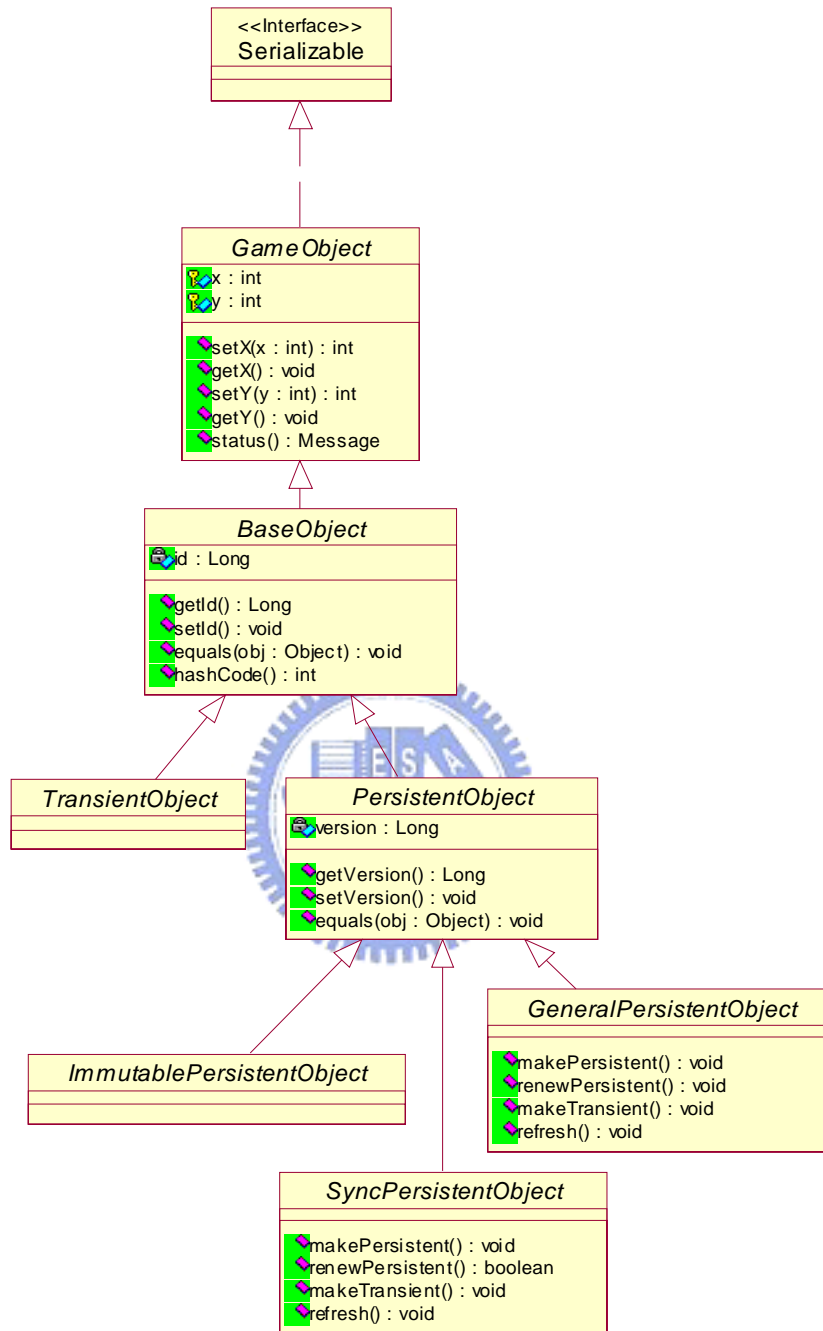 <<Interface>>
Serializable
GameObject
x : int
y : int
setX(x : int) : int
getX() : void
setY(y : int) : int
getY() : void
status() : Message
BaseObject
id : Long
getId() : Long
setId() : void
equals(obj : Object) : void
hashCode() : int
E S A
TransientObject
PersistentObject
version : Long
getVersion() : Long
setVersion() : void
equals(obj : Object) : void
GeneralPersistentObject
makePersistent() : void
renewPersistent() : void
makeTransient() : void
refresh() : void
ImmutablePersistentObject
SyncPersistentObject
makePersistent() : void
renewPersistent() : boolean
makeTransient() : void
refresh() : void